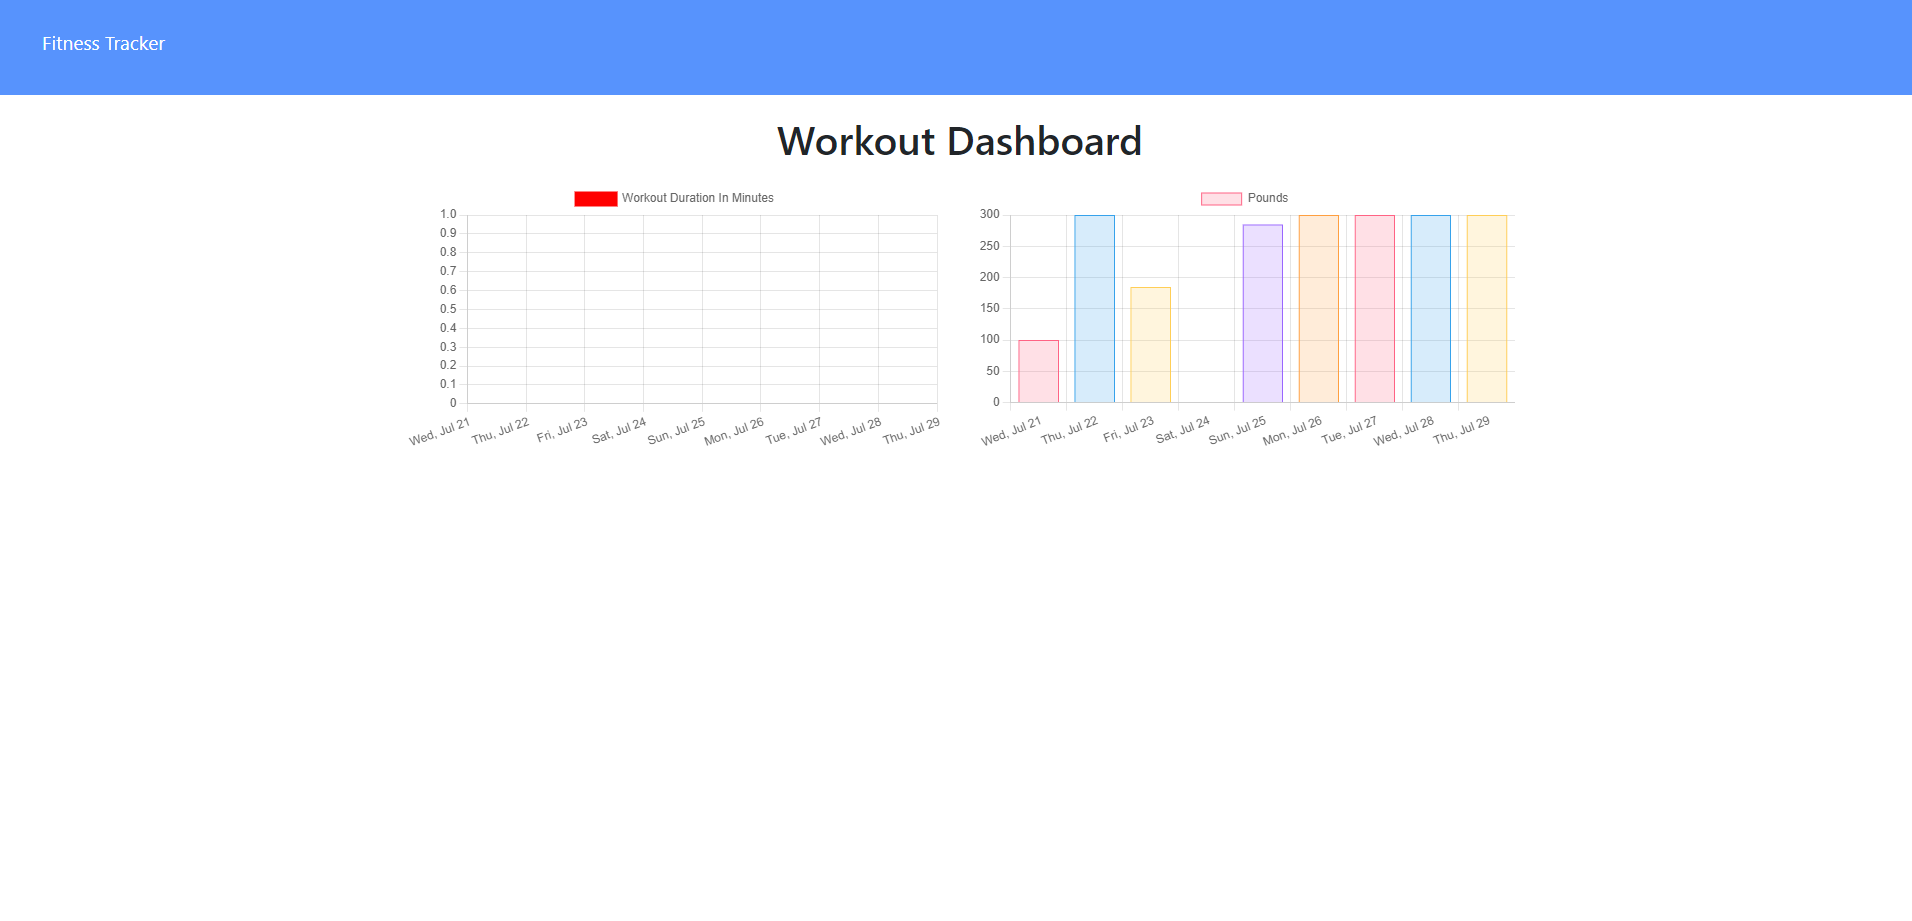 Fitness Tracker
Workout Dashboard
Workout Duration In Minutes
1.0
0.9
0.8
0.7
0.6
0.5
0.4
0.3
0.2
0.1
0
Wed, Jul 21
Thu, Jul 22
Fri, Jul 23
Sat, Jul 24
Sun, Jul 25
Mon, Jul 26
Tue, Jul 27
Wed, Jul 28
Thu, Jul 29
Pounds
300
250
200
150
100
50
0
Wed, Jul 21
Thu, Jul 22
Fri, Jul 23
Sat, Jul 24
Sun, Jul 25
Mon, Jul 26
Tue, Jul 27
Wed, Jul 28
Thu, Jul 29